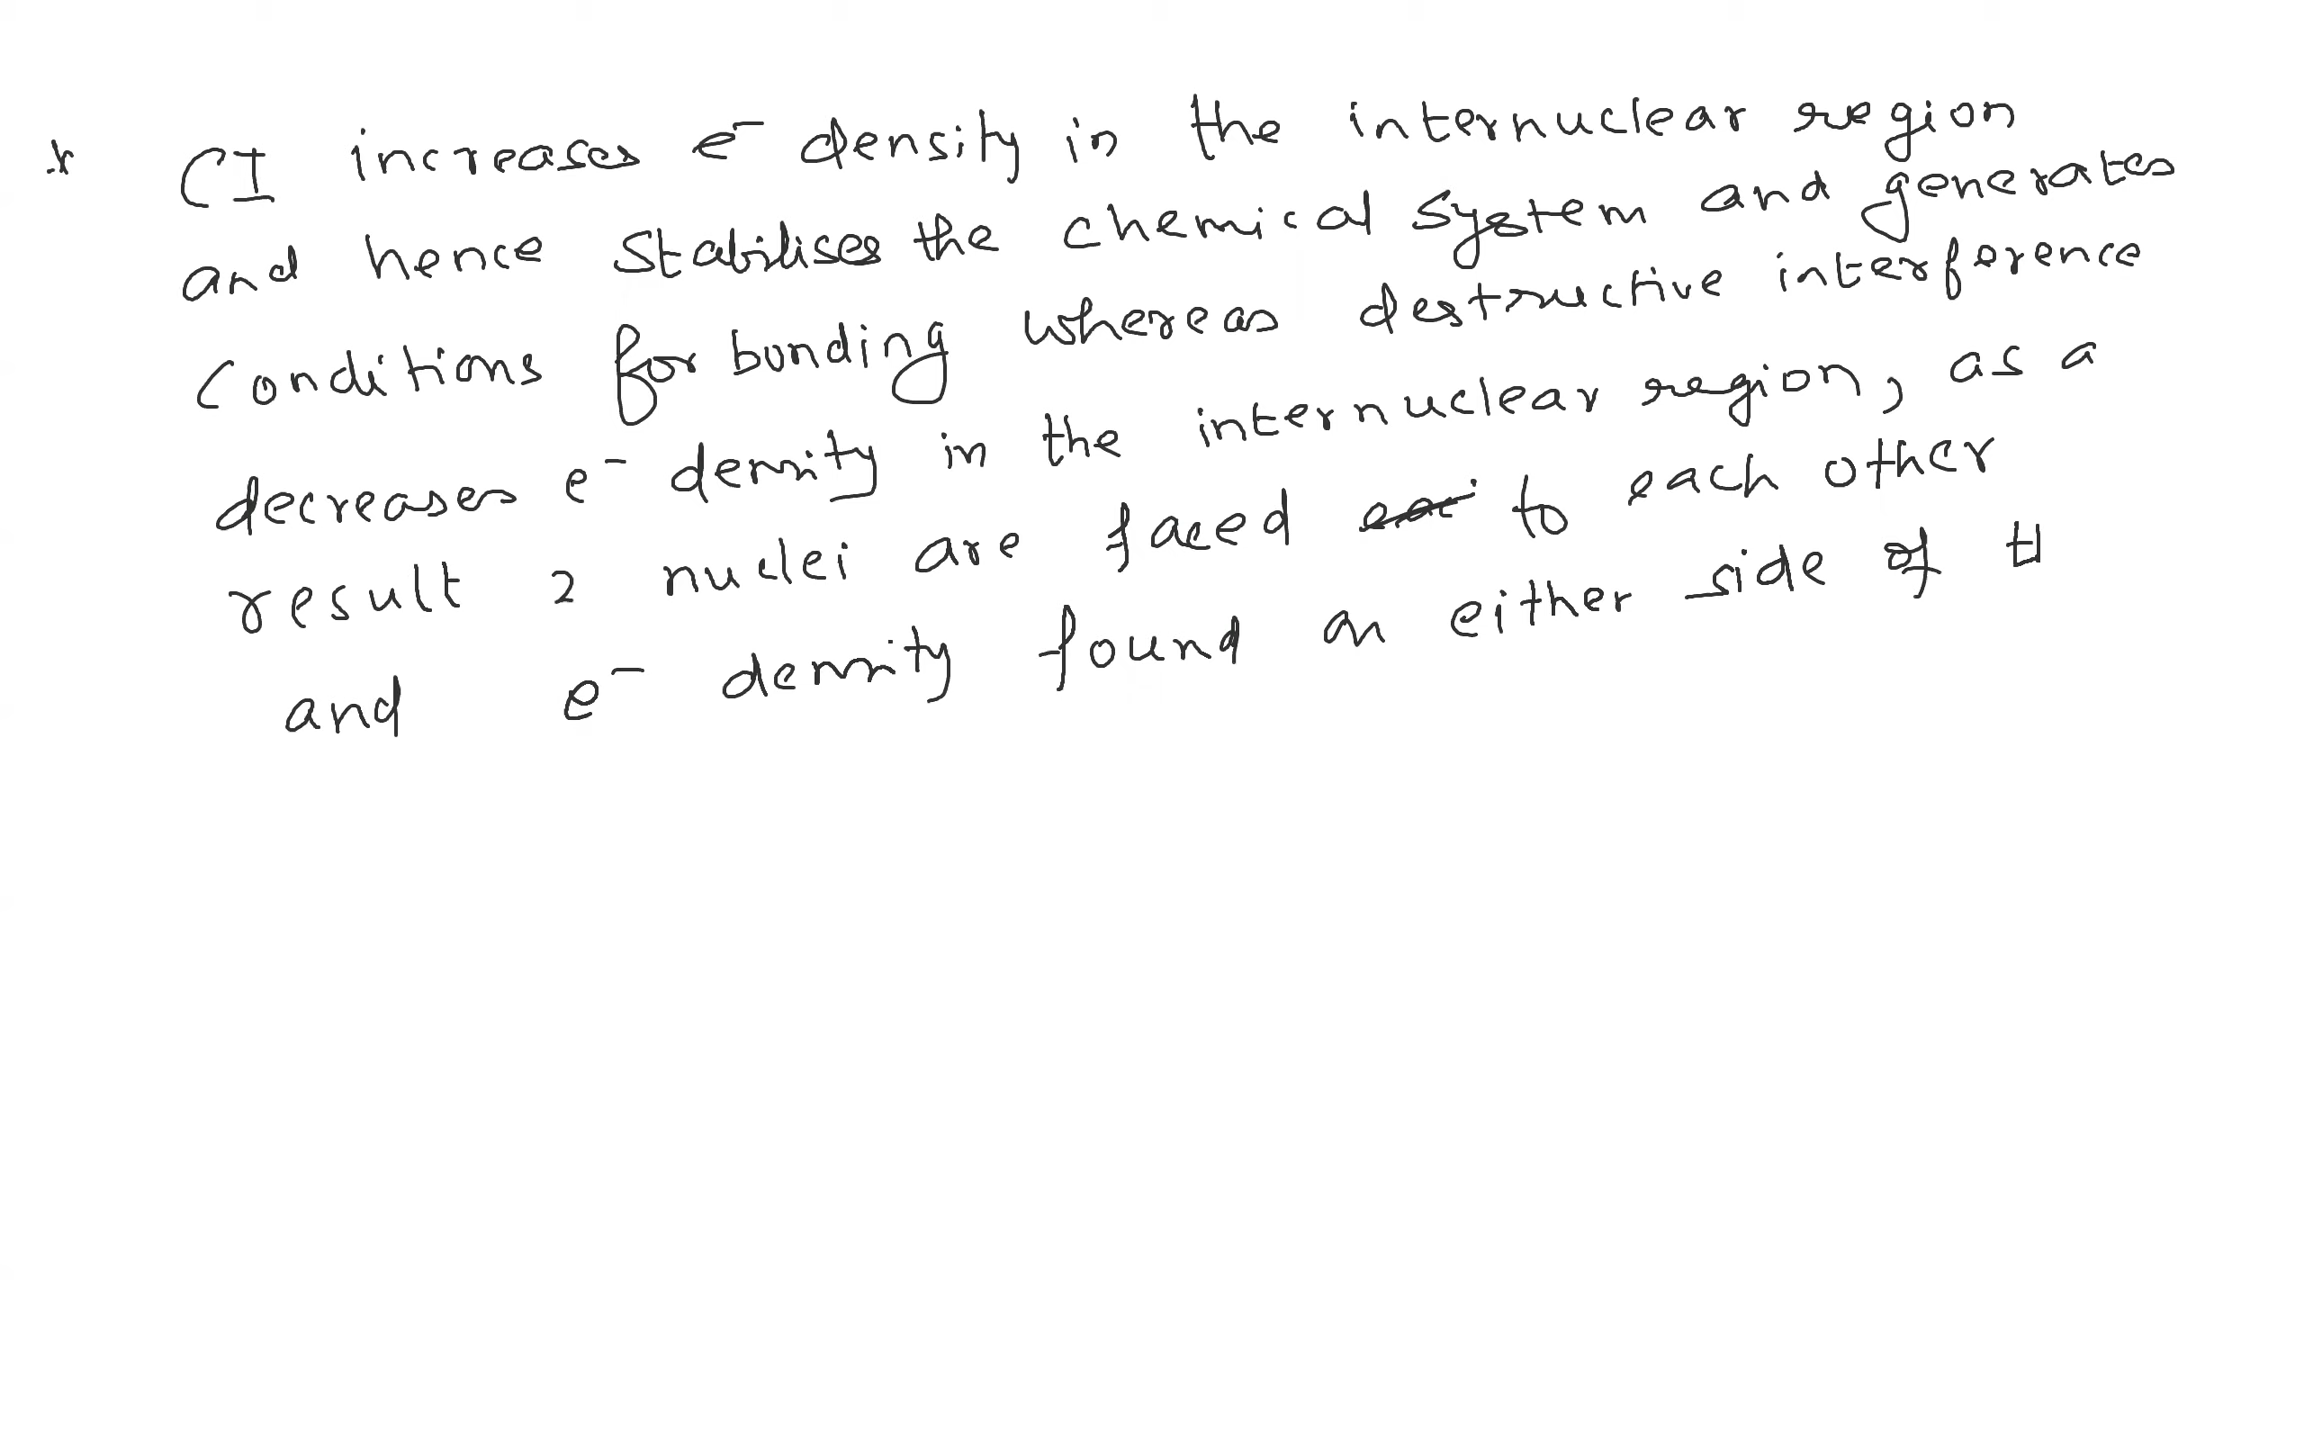 * CI increases e⁻ density in the internuclear region
and hence stabilises the chemical system and generates
conditions for bonding whereas destructive interference
decreases e⁻ density in the internuclear region, as a
result 2 nuclei are faced to each other
and e⁻ density found on either side of